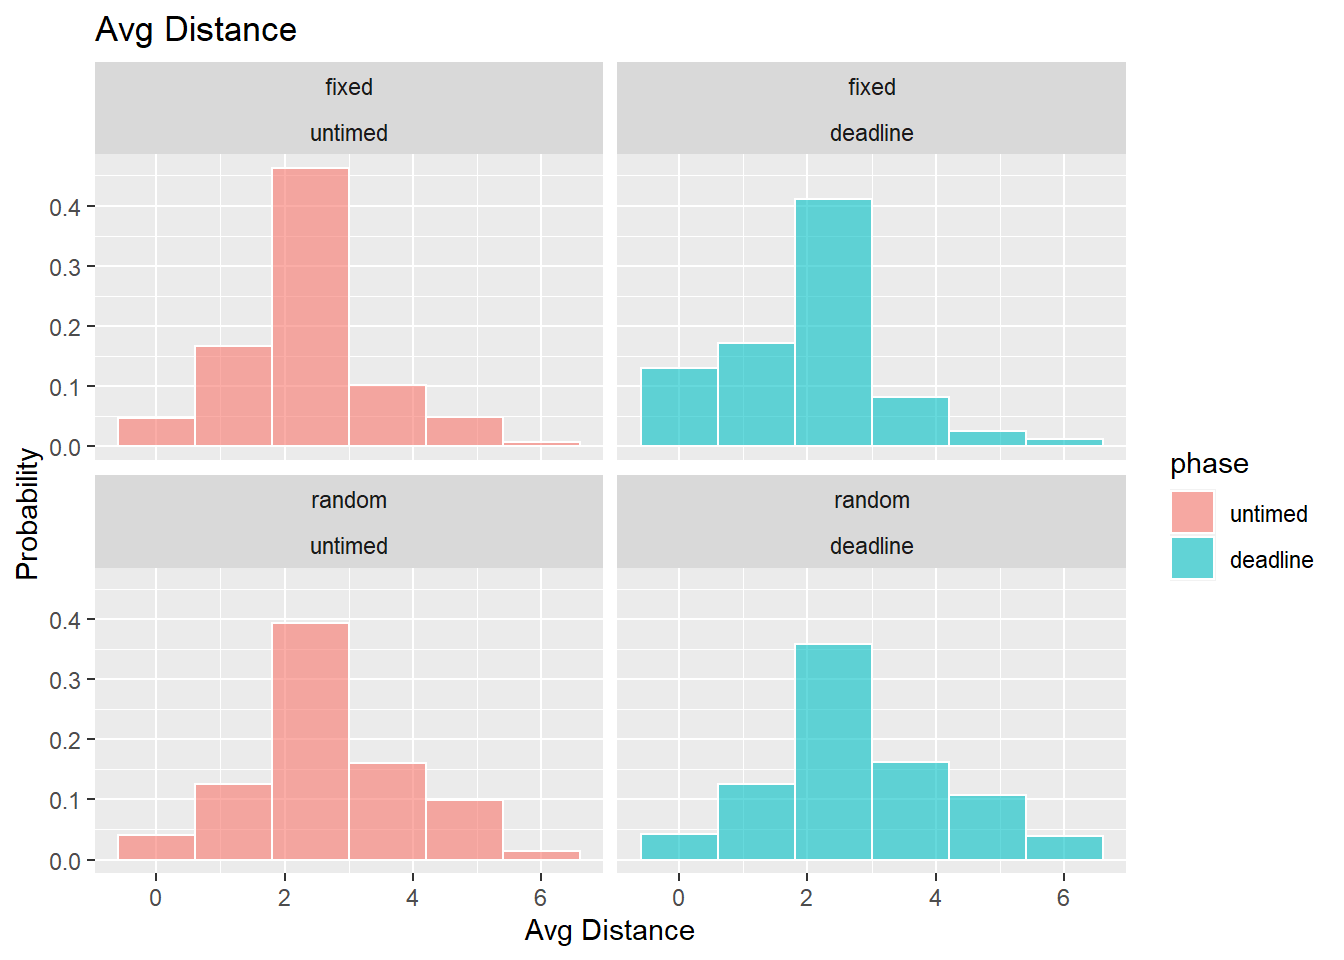 Avg Distance
fixed
untimed
fixed
deadline
0.4
0.3
0.2
0.1
0.0
random
untimed
random
deadline
0.4
0.3
0.2
0.1
0.0
0 2 4 6
0 2 4 6
Avg Distance
Probability
phase
untimed
deadline